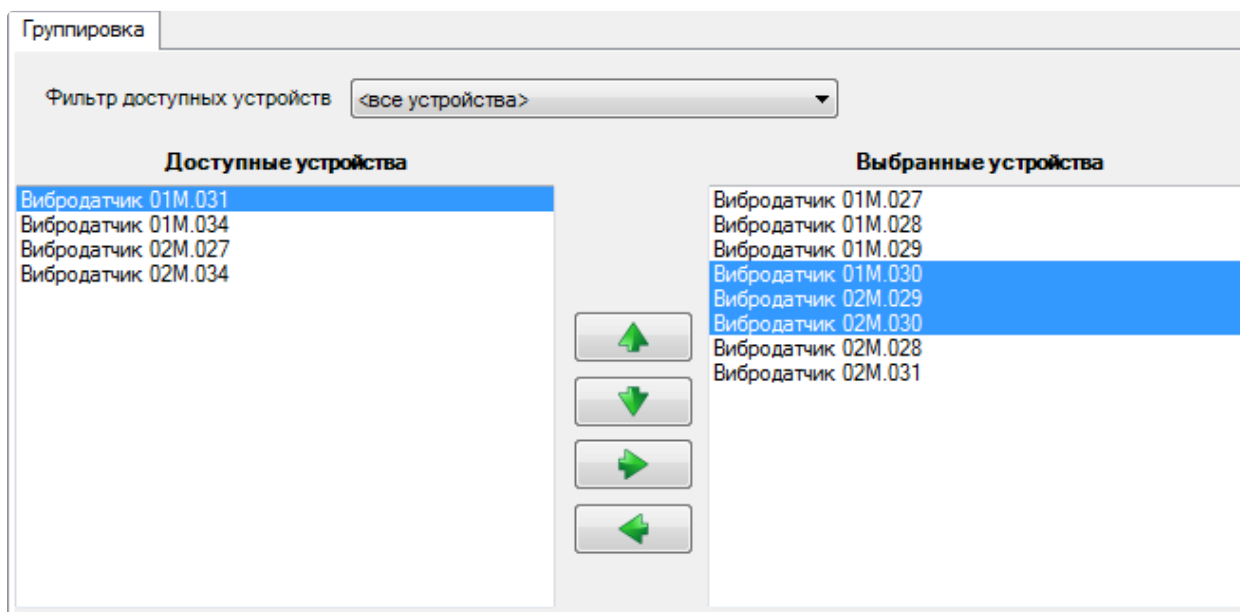 Группировка
Фильтр доступных устройств <все устройства>
Доступные устройства
Вибродатчик 01М.031
Вибродатчик 01М.034
Вибродатчик 02М.027
Вибродатчик 02М.034
Выбранные устройства
Вибродатчик 01М.027
Вибродатчик 01М.028
Вибродатчик 01М.029
Вибродатчик 01М.030
Вибродатчик 02М.029
Вибродатчик 02М.030
Вибродатчик 02М.028
Вибродатчик 02М.031